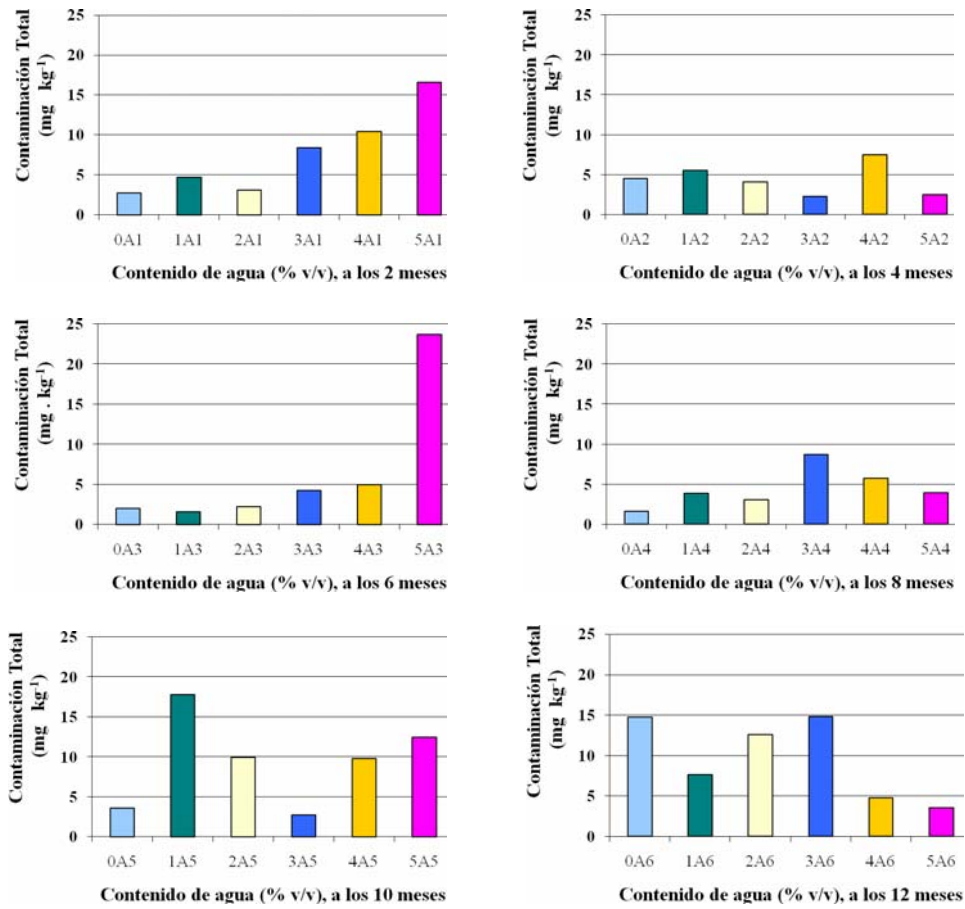 Contaminación Total
(mg kg-1)
25
20
15
10
5
0
0A1 1A1 2A1 3A1 4A1 5A1
Contenido de agua (% v/v), a los 2 meses
Contaminación Total
(mg kg-1)
25
20
15
10
5
0
0A2 1A2 2A2 3A2 4A2 5A2
Contenido de agua (% v/v), a los 4 meses
Contaminación Total
(mg . kg-1)
25
20
15
10
5
0
0A3 1A3 2A3 3A3 4A3 5A3
Contenido de agua (% v/v), a los 6 meses
Contaminación Total
(mg kg-1)
25
20
15
10
5
0
0A4 1A4 2A4 3A4 4A4 5A4
Contenido de agua (% v/v), a los 8 meses
Contaminación Total
(mg kg-1)
25
20
15
10
5
0
0A5 1A5 2A5 3A5 4A5 5A5
Contenido de agua (% v/v), a los 10 meses
Contaminación Total
(mg kg-1)
25
20
15
10
5
0
0A6 1A6 2A6 3A6 4A6 5A6
Contenido de agua (% v/v), a los 12 meses